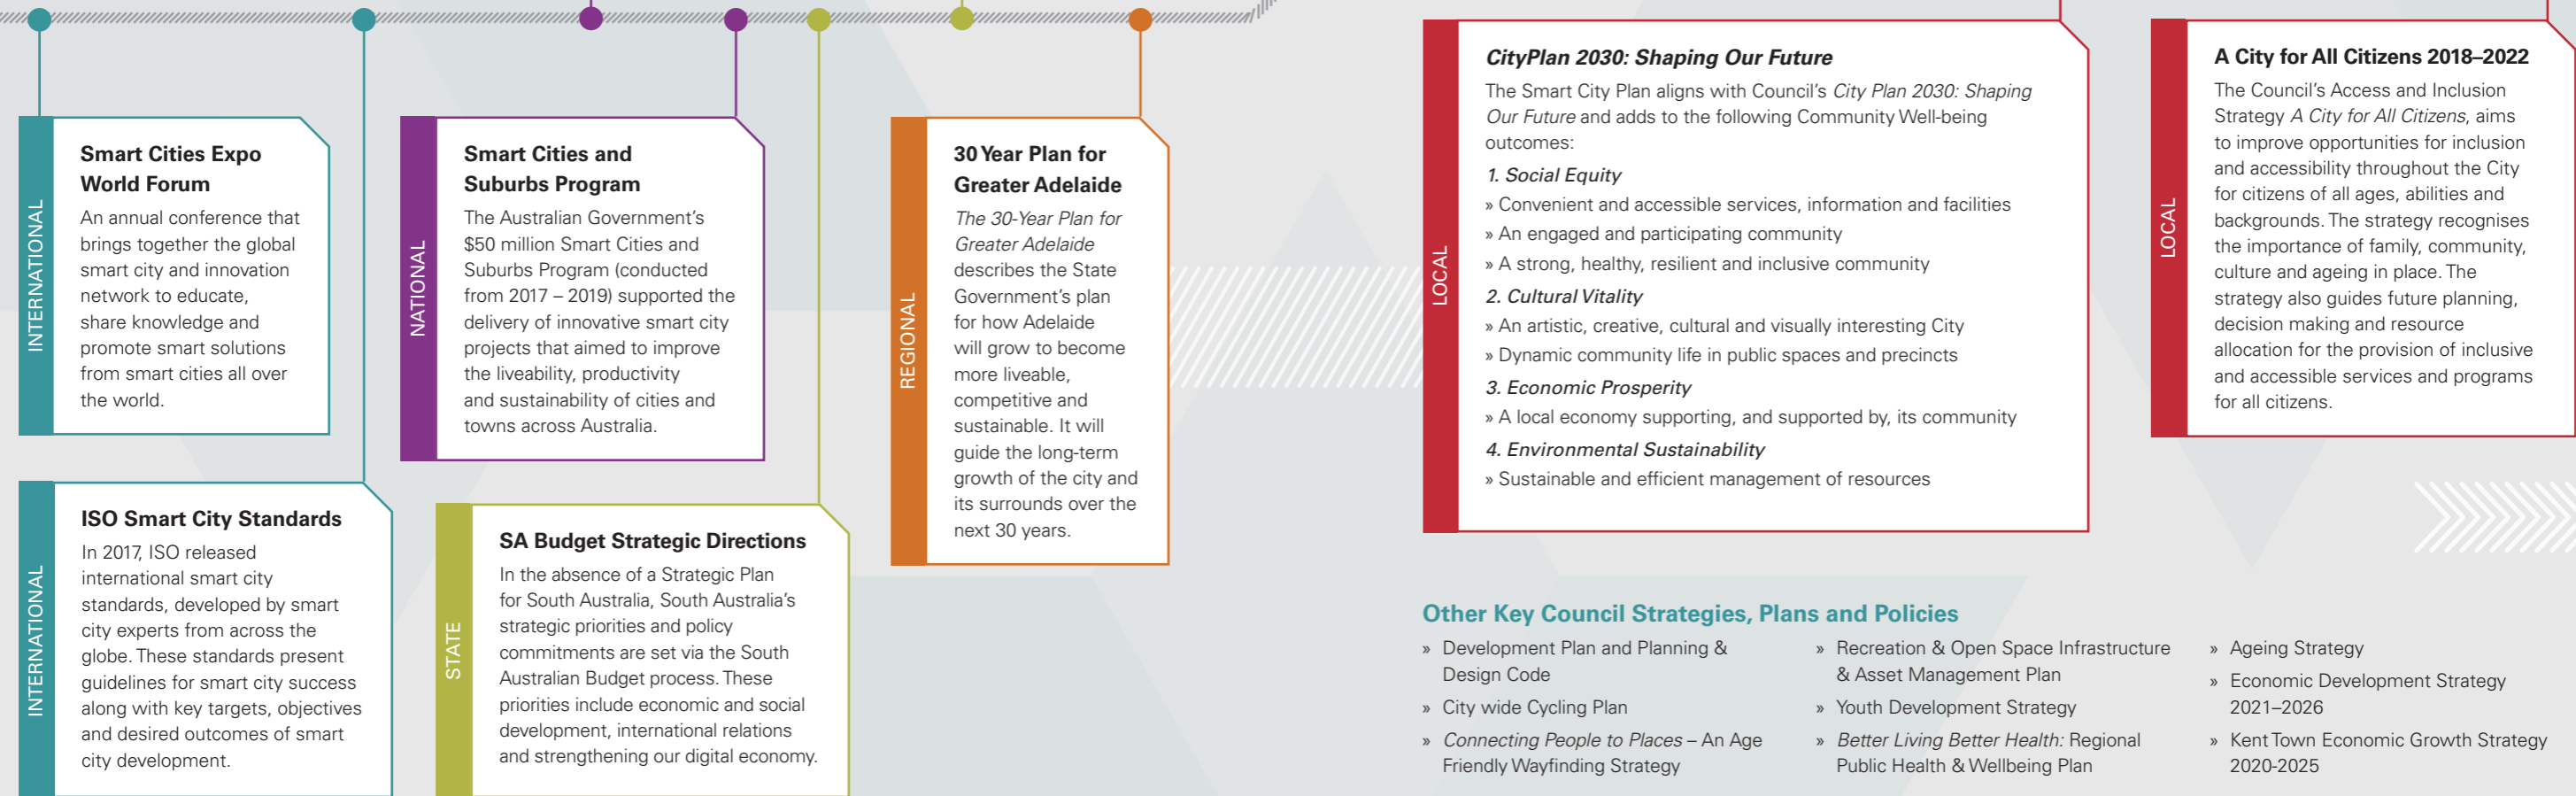 INTERNATIONAL
Smart Cities Expo
World Forum
An annual conference that
brings together the global
smart city and innovation
network to educate,
share knowledge and
promote smart solutions
from smart cities all over
the world.
INTERNATIONAL
ISO Smart City Standards
In 2017, ISO released
international smart city
standards, developed by smart
city experts from across the
globe. These standards present
guidelines for smart city success
along with key targets, objectives
and desired outcomes of smart
city development.
NATIONAL
Smart Cities and
Suburbs Program
The Australian Government's
$50 million Smart Cities and
Suburbs Program (conducted
from 2017 – 2019) supported the
delivery of innovative smart city
projects that aimed to improve
the liveability, productivity
and sustainability of cities and
towns across Australia.
STATE
SA Budget Strategic Directions
In the absence of a Strategic Plan
for South Australia, South Australia's
strategic priorities and policy
commitments are set via the South
Australian Budget process. These
priorities include economic and social
development, international relations
and strengthening our digital economy.
REGIONAL
30 Year Plan for
Greater Adelaide
The 30-Year Plan for
Greater Adelaide
describes the State
Government's plan
for how Adelaide
will grow to become
more liveable,
competitive and
sustainable. It will
guide the long-term
growth of the city and
its surrounds over the
next 30 years.
LOCAL
CityPlan 2030: Shaping Our Future
The Smart City Plan aligns with Council's City Plan 2030: Shaping
Our Future and adds to the following Community Well-being
outcomes:
1. Social Equity
» Convenient and accessible services, information and facilities
» An engaged and participating community
» A strong, healthy, resilient and inclusive community
2. Cultural Vitality
» An artistic, creative, cultural and visually interesting City
» Dynamic community life in public spaces and precincts
3. Economic Prosperity
» A local economy supporting, and supported by, its community
4. Environmental Sustainability
» Sustainable and efficient management of resources
LOCAL
A City for All Citizens 2018–2022
The Council's Access and Inclusion
Strategy A City for All Citizens, aims
to improve opportunities for inclusion
and accessibility throughout the City
for citizens of all ages, abilities and
backgrounds. The strategy recognises
the importance of family, community,
culture and ageing in place. The
strategy also guides future planning,
decision making and resource
allocation for the provision of inclusive
and accessible services and programs
for all citizens.
Other Key Council Strategies, Plans and Policies
» Development Plan and Planning &
Design Code
» City wide Cycling Plan
» Connecting People to Places – An Age
Friendly Wayfinding Strategy
» Recreation & Open Space Infrastructure
& Asset Management Plan
» Youth Development Strategy
» Better Living Better Health: Regional
Public Health & Wellbeing Plan
» Ageing Strategy
» Economic Development Strategy
2021–2026
» Kent Town Economic Growth Strategy
2020-2025